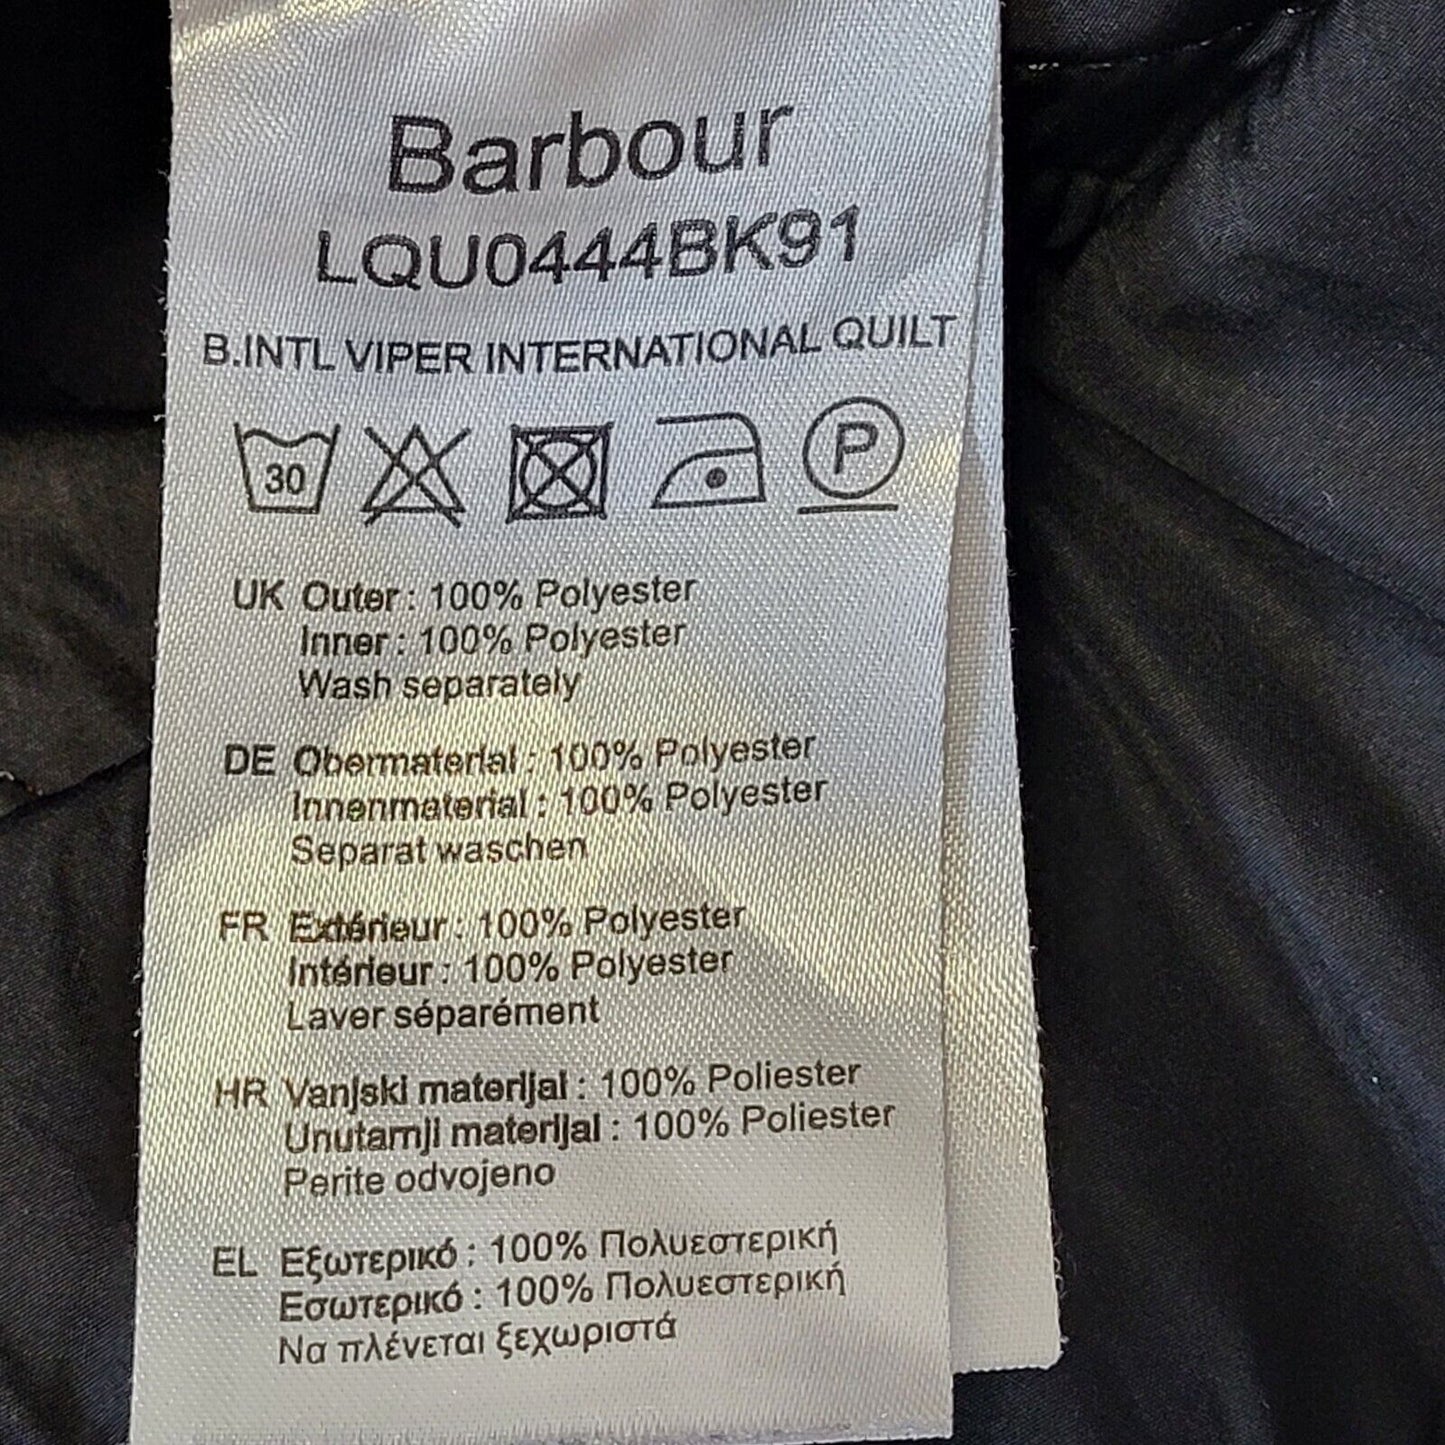 Barbour
LQU0444BK91
B.INTL VIPER INTERNATIONAL QUILT
30 P
UK Outer : 100% Polyester
Inner : 100% Polyester
Wash separately
DE Obermaterial : 100% Polyester
Innenmaterial : 100% Polyester
Separat waschen
FR Extérieur : 100% Polyester
Intérieur : 100% Polyester
Laver séparément
HR Vanjski materijal : 100% Poliester
Unutarnji materijal : 100% Poliester
Perite odvojeno
EL Εξωτερικό : 100% Πολυεστερική
Εσωτερικό : 100% Πολυεστερική
Να πλένεται ξεχωριστά